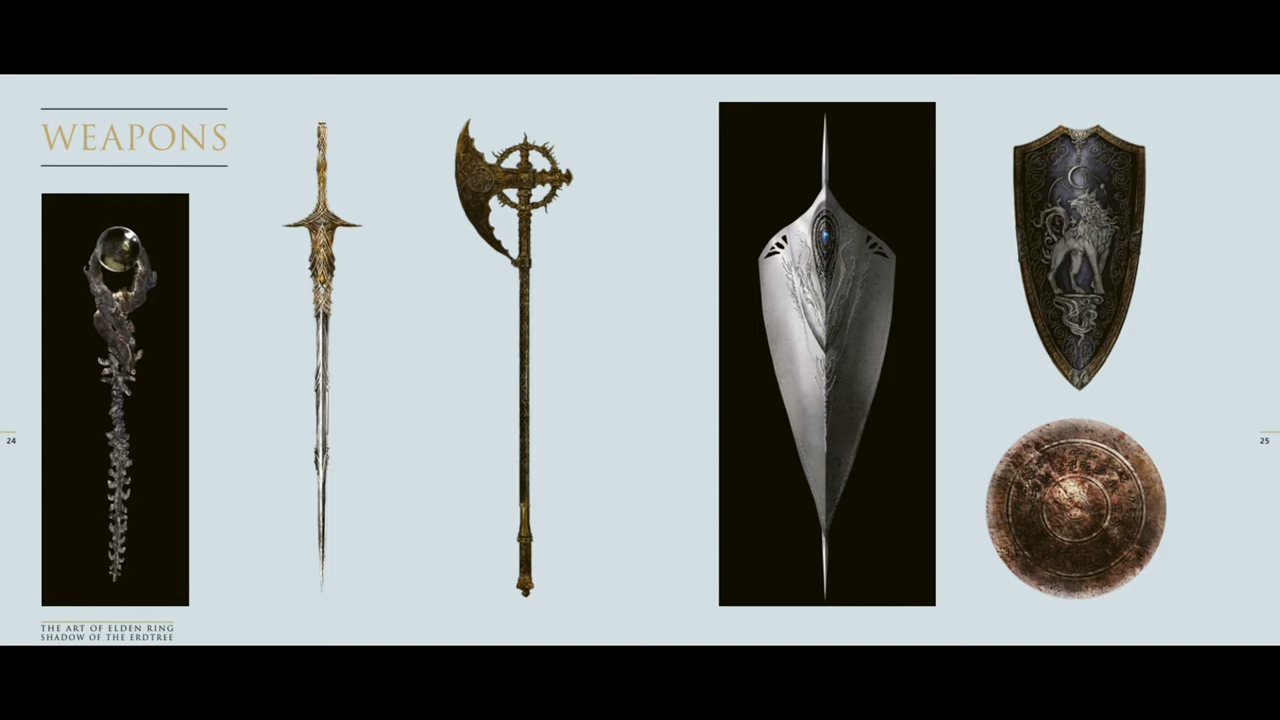 WEAPONS
24
25
THE ART OF ELDEN RING
SHADOW OF THE ERDTREE